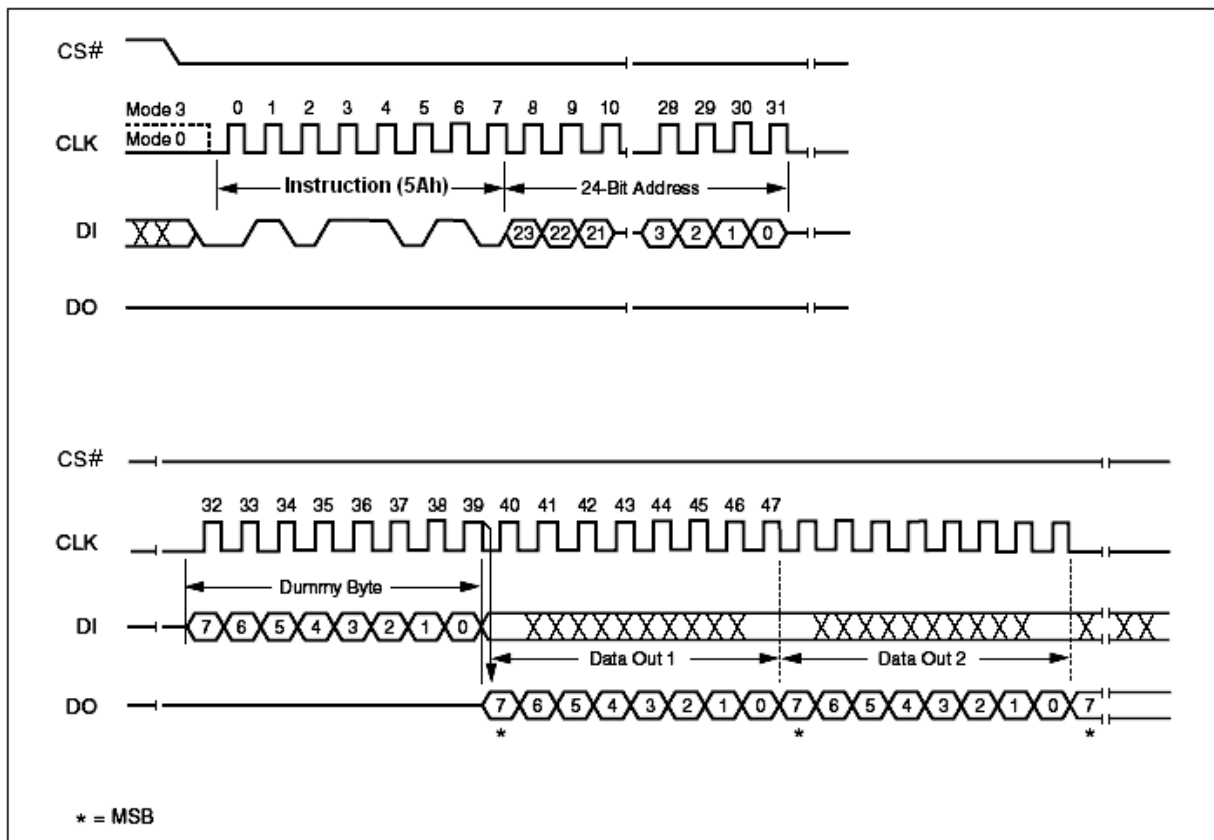 CS#
Mode 3
0 1 2 3 4 5 6 7 8 9 10 28 29 30 31
CLK
Mode 0
Instruction (5Ah)
24-Bit Address
DI
23 22 21 3 2 1 0
DO
CS#
32 33 34 35 36 37 38 39 40 41 42 43 44 45 46 47
CLK
Dummy Byte
DI
7 6 5 4 3 2 1 0
Data Out 1
Data Out 2
DO
7 6 5 4 3 2 1 0 7 6 5 4 3 2 1 0 7
* * *
* = MSB